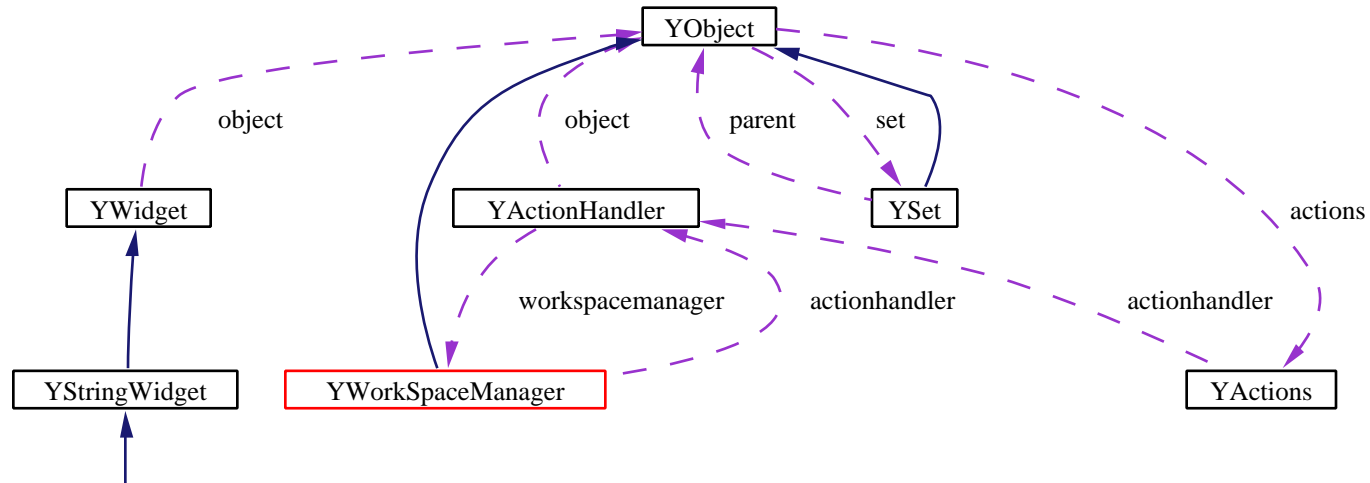 YObject
object
object
parent
set
YWidget
YActionHandler
YSet
actions
workspacemanager
actionhandler
actionhandler
YStringWidget
YWorkSpaceManager
YActions